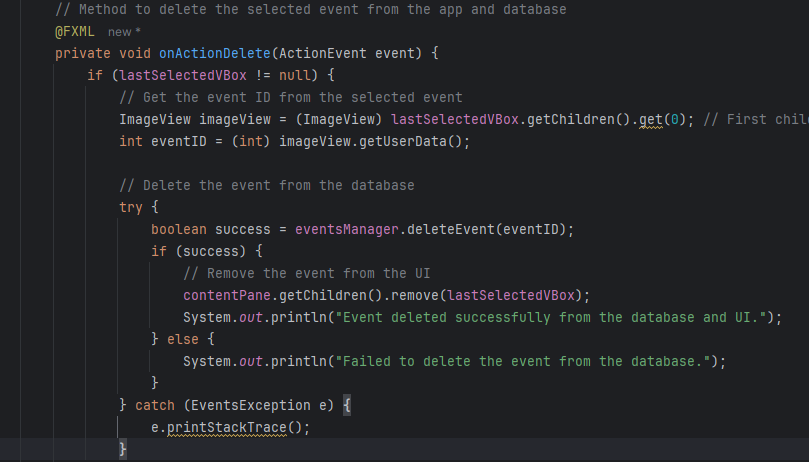 // Method to delete the selected event from the app and database
@FXML new *
private void onActionDelete(ActionEvent event) {
if (lastSelectedVBox != null) {
// Get the event ID from the selected event
ImageView imageView = (ImageView) lastSelectedVBox.getChildren().get(0); // First chil
int eventID = (int) imageView.getUserData();
// Delete the event from the database
try {
boolean success = eventsManager.deleteEvent(eventID);
if (success) {
// Remove the event from the UI
contentPane.getChildren().remove(lastSelectedVBox);
System.out.println("Event deleted successfully from the database and UI.");
} else {
System.out.println("Failed to delete the event from the database.");
}
} catch (EventsException e) {
e.printStackTrace();
}